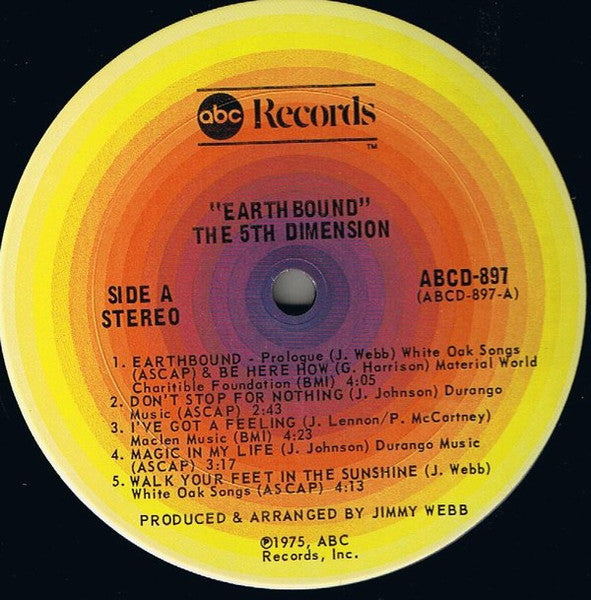 abc Records
TM
"EARTHBOUND"
THE 5TH DIMENSION
SIDE A
STEREO
ABCD-897
(ABCD-897-A)
1. EARTHBOUND - Prologue (J. Webb) White Oak Songs
(ASCAP) & BE HERE HOW (G. Harrison) Material World
Charitible Foundation (BMI) 4:05
2. DON'T STOP FOR NOTHING (J. Johnson) Durango
Music (ASCAP) 2:43
3. I'VE GOT A FEELING (J. Lennon/P. McCartney)
Maclen Music (BMI) 4:23
4. MAGIC IN MY LIFE (J. Johnson) Durango Music
(ASCAP) 3:17
5. WALK YOUR FEET IN THE SUNSHINE (J. Webb)
White Oak Songs (ASCAP) 4:13
PRODUCED & ARRANGED BY JIMMY WEBB
℗1975, ABC
Records, Inc.